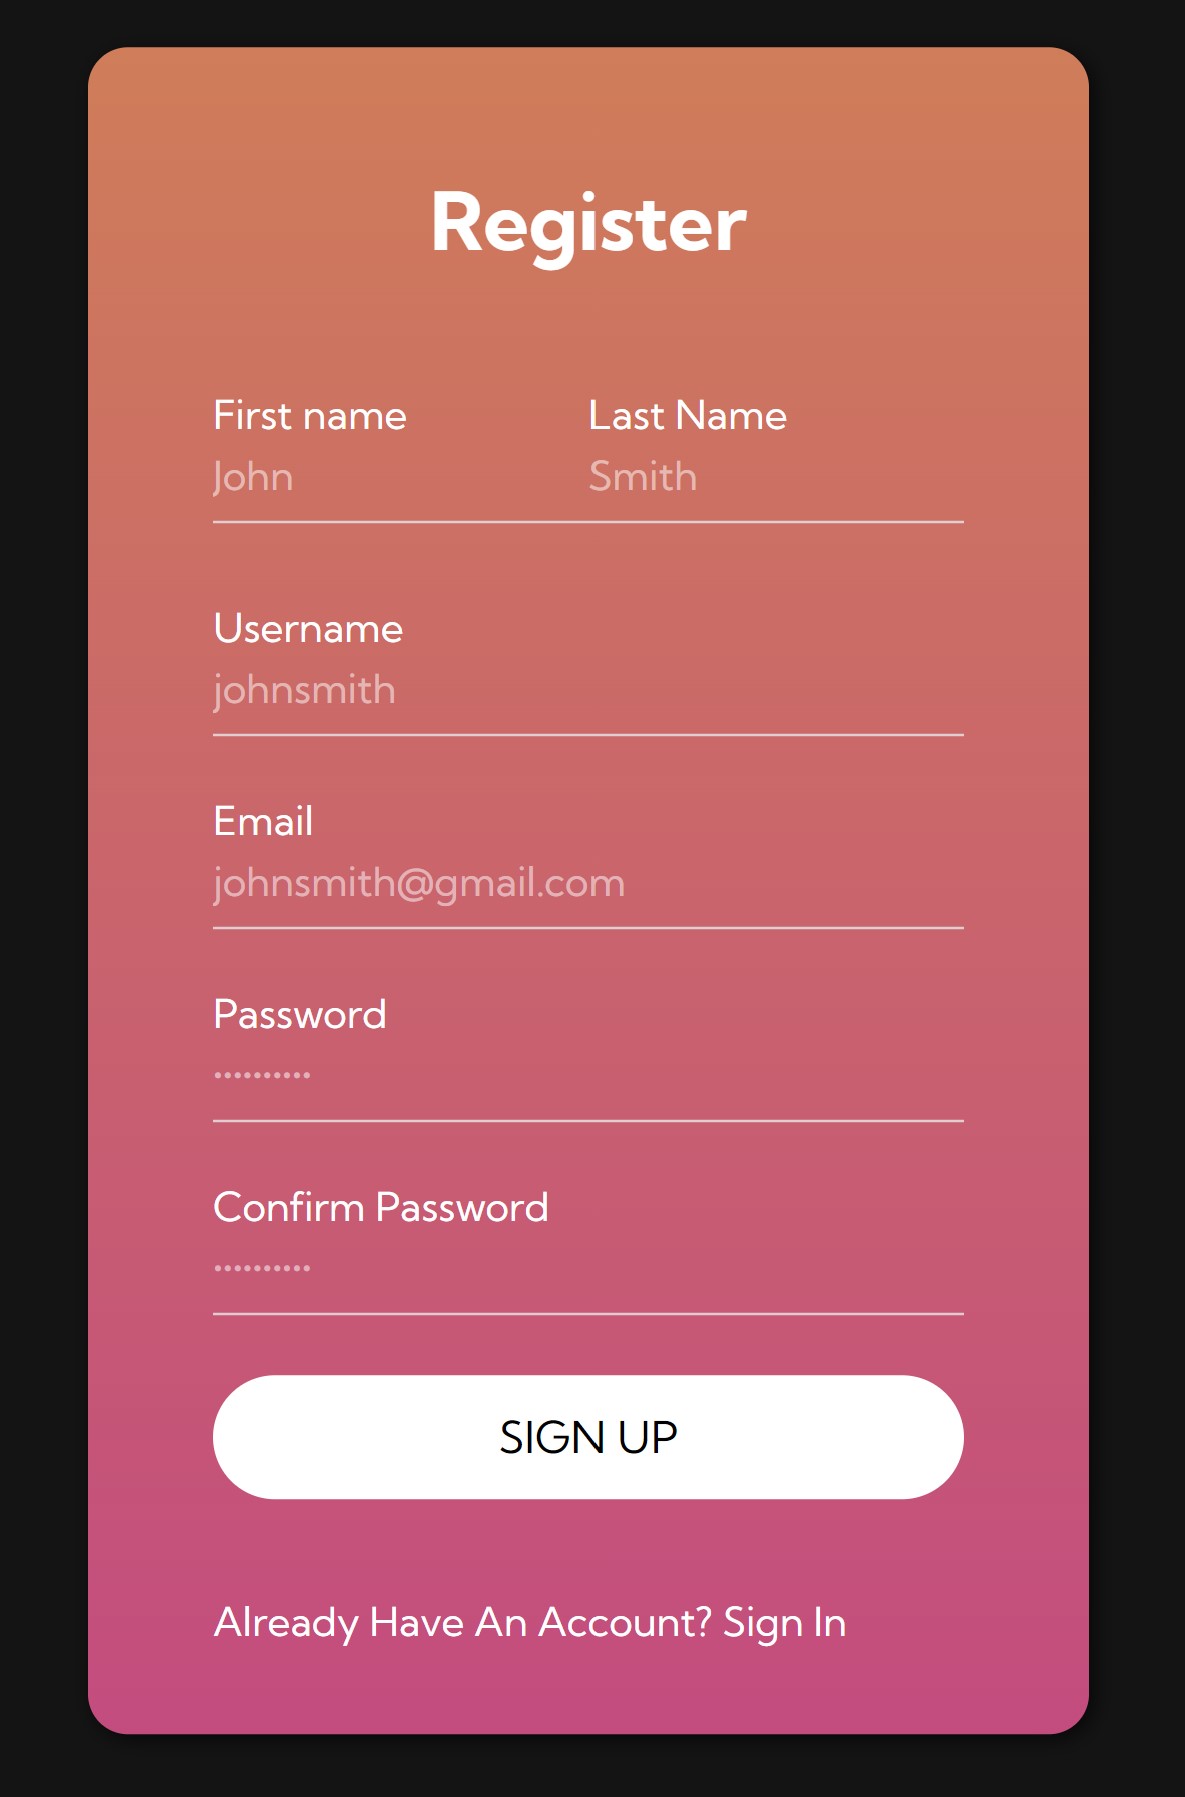 Register
First name Last Name
John Smith
Username
johnsmith
Email
johnsmith@gmail.com
Password
••••••••••
Confirm Password
••••••••••
SIGN UP
Already Have An Account? Sign In